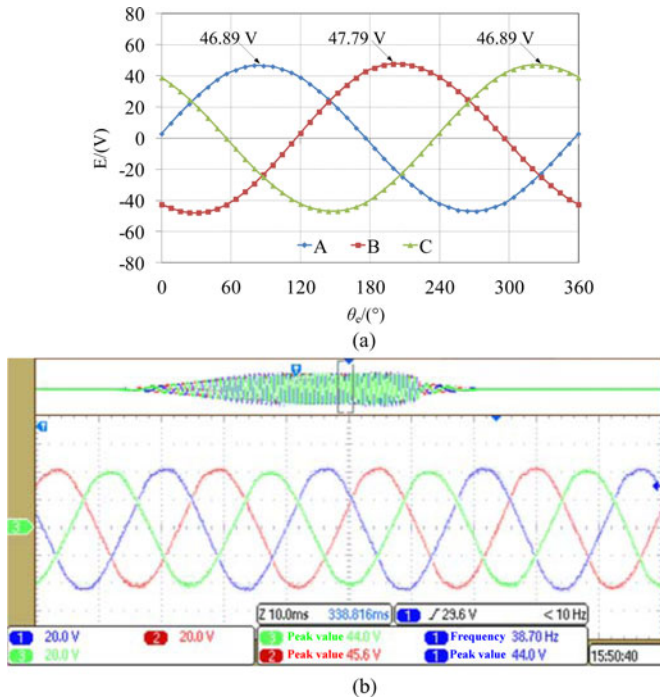 46.89 V 47.79 V 46.89 V
80
60
40
20
0
-20
-40
-60
-80
E/(V)
A B C
0 60 120 180 240 300 360
θe/(°)
(a)
3
Z 10.0ms 338.816ms 1 29.6 V < 10 Hz
1 20.0 V 2 20.0 V 3 Peak value 44.0 V 1 Frequency 38.70 Hz
3 20.0 V 2 Peak value 45.6 V 1 Peak value 44.0 V 15:50:40
(b)